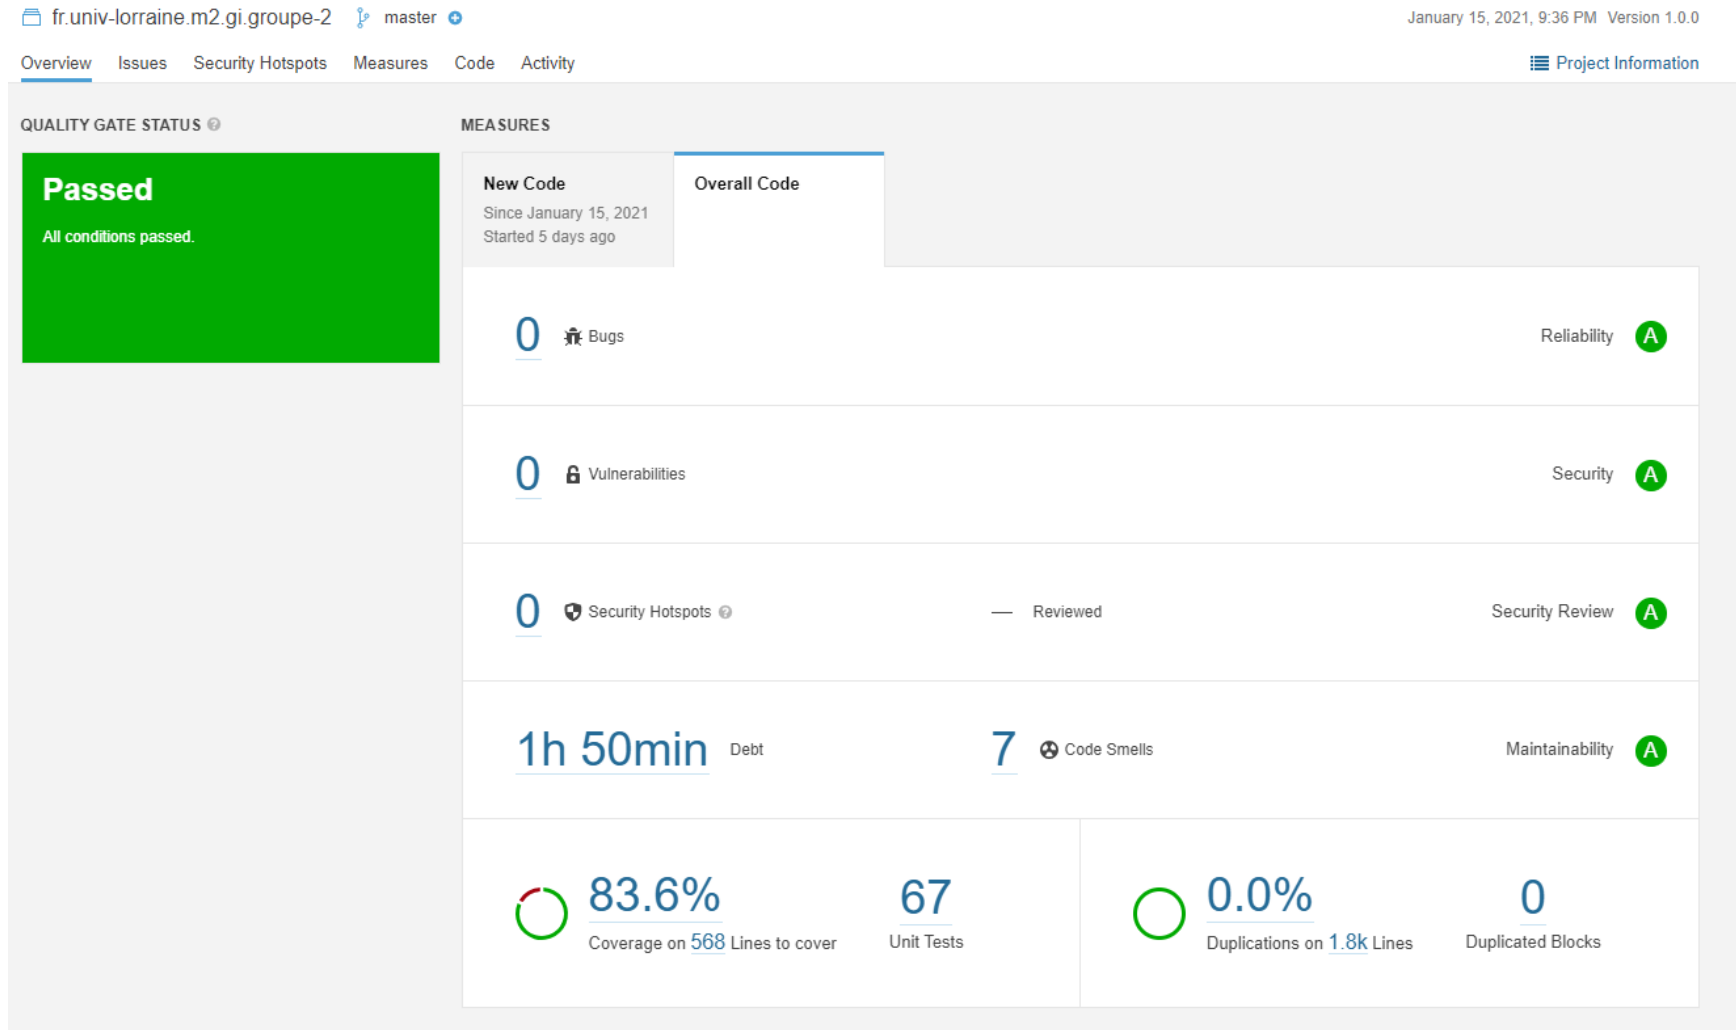 fr.univ-lorraine.m2.gi.groupe-2 master January 15, 2021, 9:36 PM Version 1.0.0
Overview Issues Security Hotspots Measures Code Activity Project Information
QUALITY GATE STATUS ?
Passed
All conditions passed.
MEASURES
New Code
Since January 15, 2021
Started 5 days ago
Overall Code
0 Bugs Reliability A
0 Vulnerabilities Security A
0 Security Hotspots ? — Reviewed Security Review A
1h 50min Debt 7 Code Smells Maintainability A
83.6%
Coverage on 568 Lines to cover
67
Unit Tests
0.0%
Duplications on 1.8k Lines
0
Duplicated Blocks